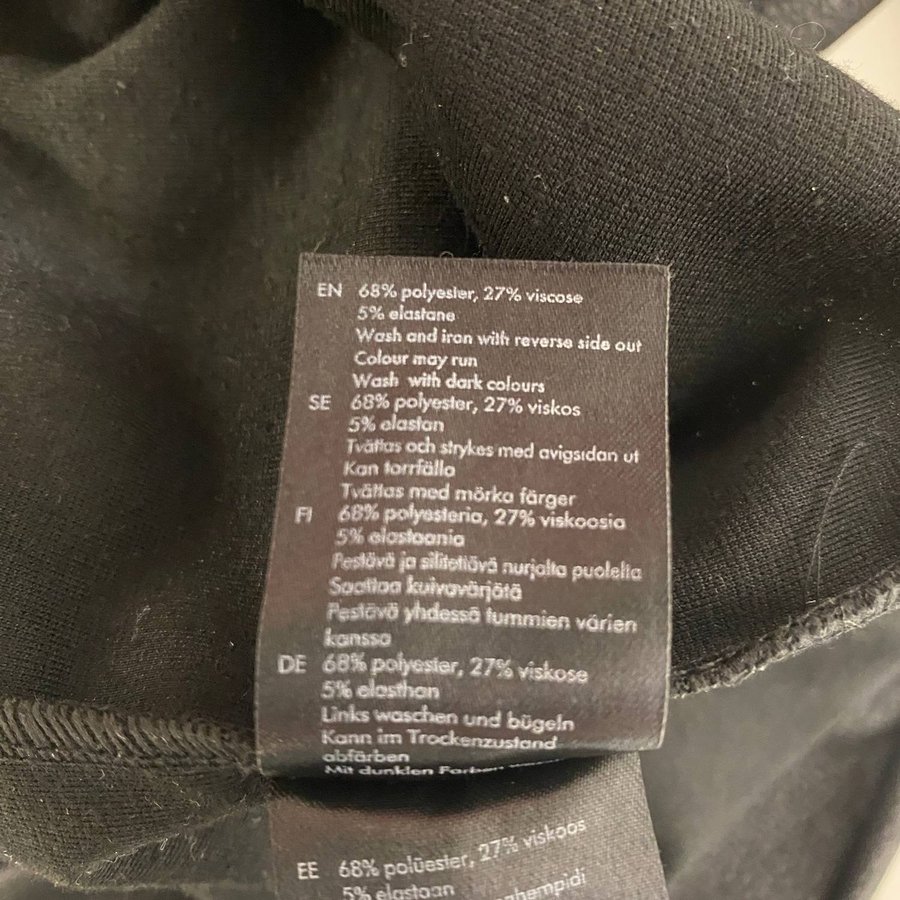 EN 68% polyester, 27% viscose
5% elastane
Wash and iron with reverse side out
Colour may run
Wash with dark colours
SE 68% polyester, 27% viskos
5% elastan
Tvättas och strykes med avigsidan ut
Kan torrfälla
Tvättas med mörka färger
FI 68% polyesteria, 27% viskoosia
5% elastaania
Pestävä ja silitettävä nurjalta puolelta
Saattaa kuivavärjätä
Pestävä yhdessä tummien värien
kanssa
DE 68% polyester, 27% viskose
5% elasthan
Links waschen und bügeln
Kann im Trockenzustand
abfärben
Mit dunklen Farben
EE 68% polüester, 27% viskoos
5% elastaan